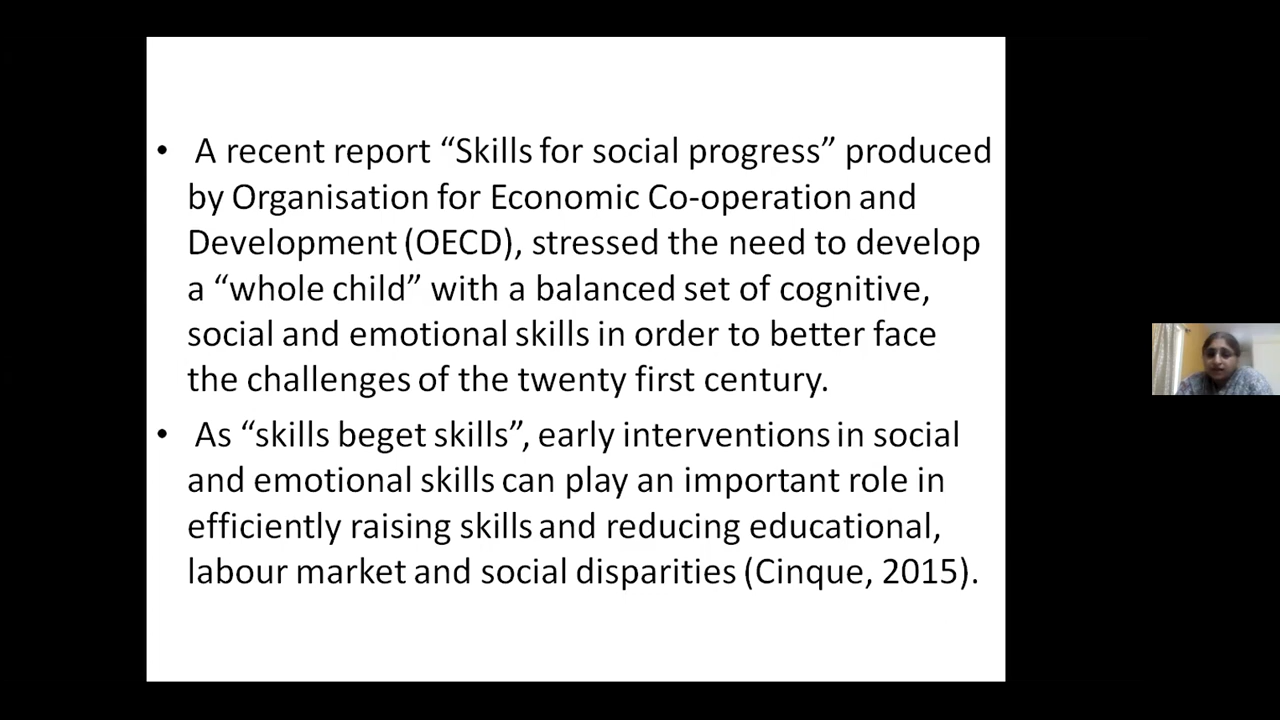 • A recent report “Skills for social progress” produced
by Organisation for Economic Co-operation and
Development (OECD), stressed the need to develop
a “whole child” with a balanced set of cognitive,
social and emotional skills in order to better face
the challenges of the twenty first century.
• As “skills beget skills”, early interventions in social
and emotional skills can play an important role in
efficiently raising skills and reducing educational,
labour market and social disparities (Cinque, 2015).